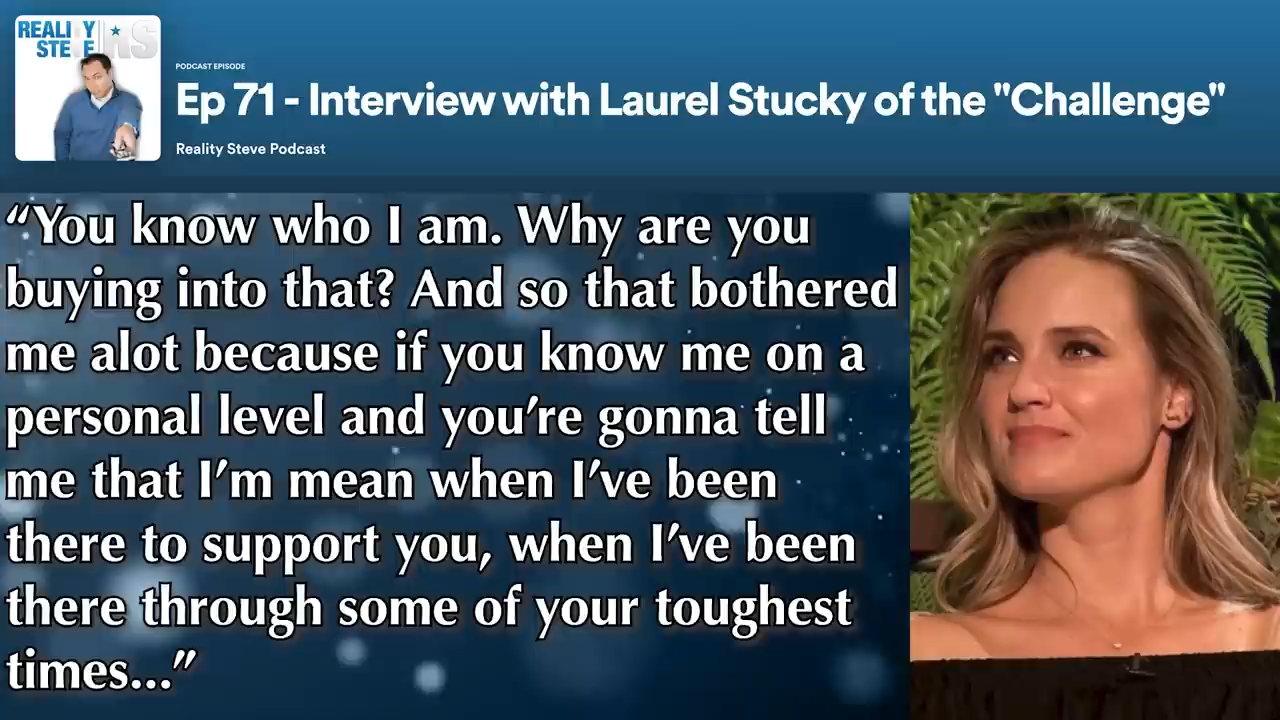 REALI Y
STE E RS
PODCAST EPISODE
Ep 71 - Interview with Laurel Stucky of the "Challenge"
Reality Steve Podcast
“You know who I am. Why are you
buying into that? And so that bothered
me alot because if you know me on a
personal level and you’re gonna tell
me that I’m mean when I’ve been
there to support you, when I’ve been
there through some of your toughest
times...”